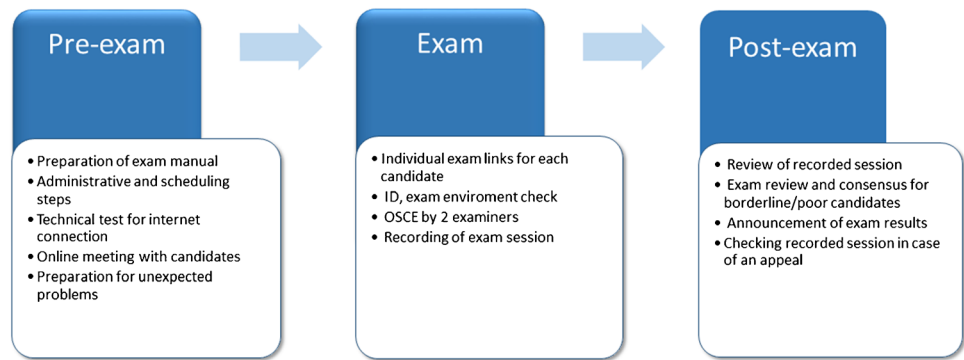 Pre-exam
• Preparation of exam manual
• Administrative and scheduling
steps
• Technical test for internet
connection
• Online meeting with candidates
• Preparation for unexpected
problems
Exam
• Individual exam links for each
candidate
• ID, exam enviroment check
• OSCE by 2 examiners
• Recording of exam session
Post-exam
• Review of recorded session
• Exam review and consensus for
borderline/poor candidates
• Announcement of exam results
• Checking recorded session in case
of an appeal